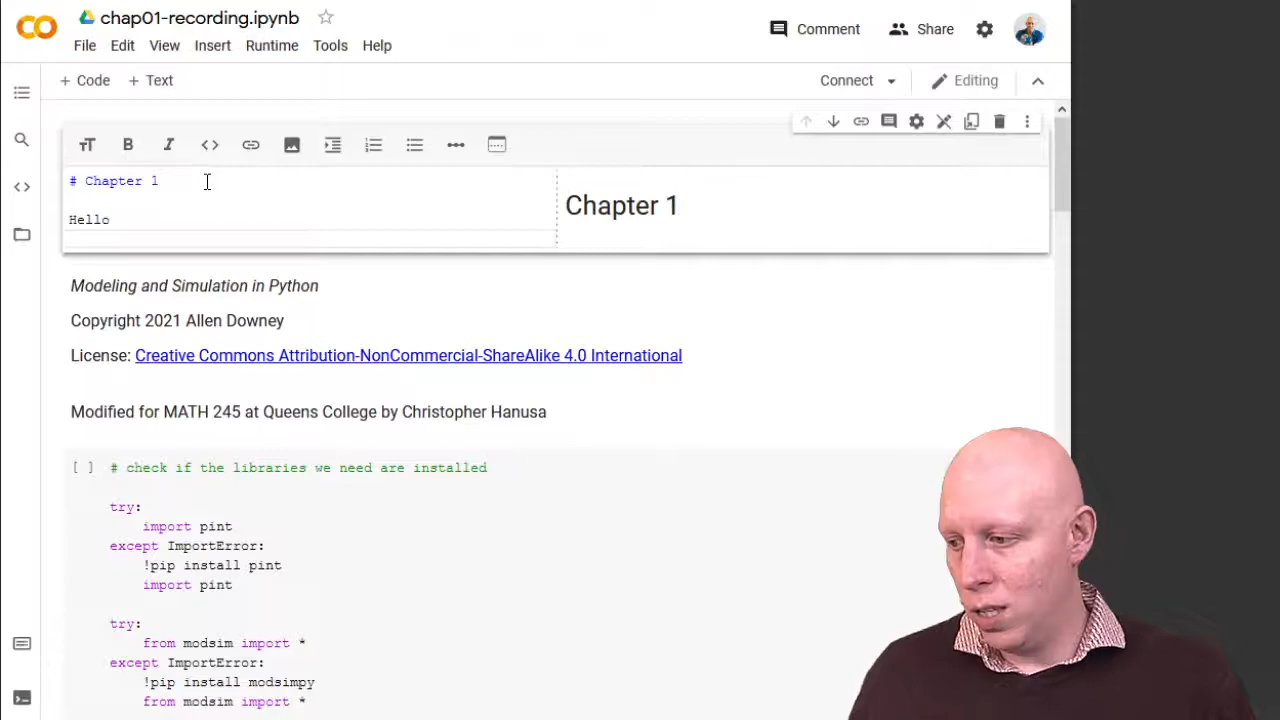 chap01-recording.ipynb
Comment
Share
File Edit View Insert Runtime Tools Help
+ Code + Text
Connect
Editing
# Chapter 1
Hello
Chapter 1
Modeling and Simulation in Python
Copyright 2021 Allen Downey
License: Creative Commons Attribution-NonCommercial-ShareAlike 4.0 International
Modified for MATH 245 at Queens College by Christopher Hanusa
[ ] # check if the libraries we need are installed
try:
import pint
except ImportError:
!pip install pint
import pint
try:
from modsim import *
except ImportError:
!pip install modsimpy
from modsim import *